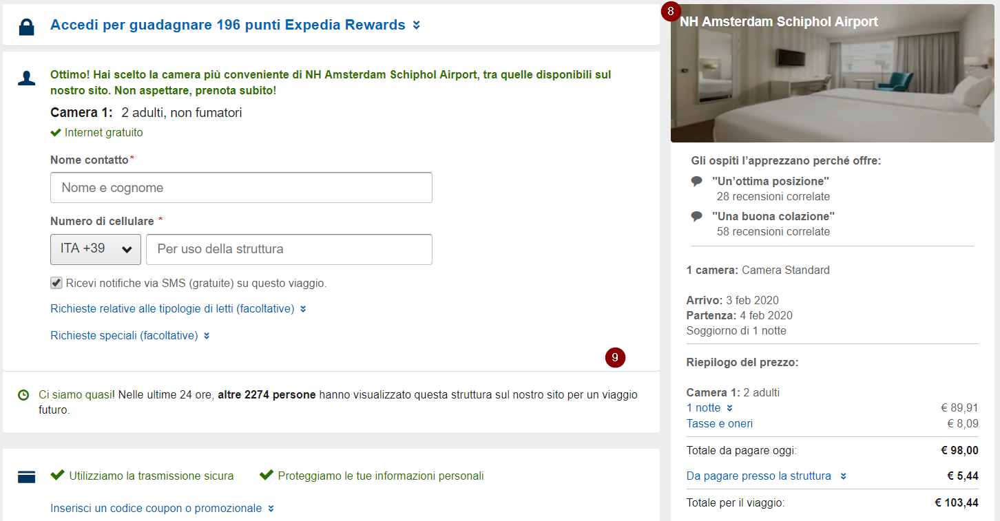 Accedi per guadagnare 196 punti Expedia Rewards
Ottimo! Hai scelto la camera più conveniente di NH Amsterdam Schiphol Airport, tra quelle disponibili sul
nostro sito. Non aspettare, prenota subito!
Camera 1: 2 adulti, non fumatori
Internet gratuito
Nome contatto*
Nome e cognome
Numero di cellulare *
ITA +39
Per uso della struttura
Ricevi notifiche via SMS (gratuite) su questo viaggio.
Richieste relative alle tipologie di letti (facoltative)
Richieste speciali (facoltative)
9
Ci siamo quasi! Nelle ultime 24 ore, altre 2274 persone hanno visualizzato questa struttura sul nostro sito per un viaggio
futuro.
Utilizziamo la trasmissione sicura
Proteggiamo le tue informazioni personali
Inserisci un codice coupon o promozionale
8
NH Amsterdam Schiphol Airport
Gli ospiti l’apprezzano perché offre:
"Un’ottima posizione"
28 recensioni correlate
"Una buona colazione"
58 recensioni correlate
1 camera: Camera Standard
Arrivo: 3 feb 2020
Partenza: 4 feb 2020
Soggiorno di 1 notte
Riepilogo del prezzo:
Camera 1: 2 adulti
1 notte € 89,91
Tasse e oneri € 8,09
Totale da pagare oggi: € 98,00
Da pagare presso la struttura € 5,44
Totale per il viaggio: € 103,44